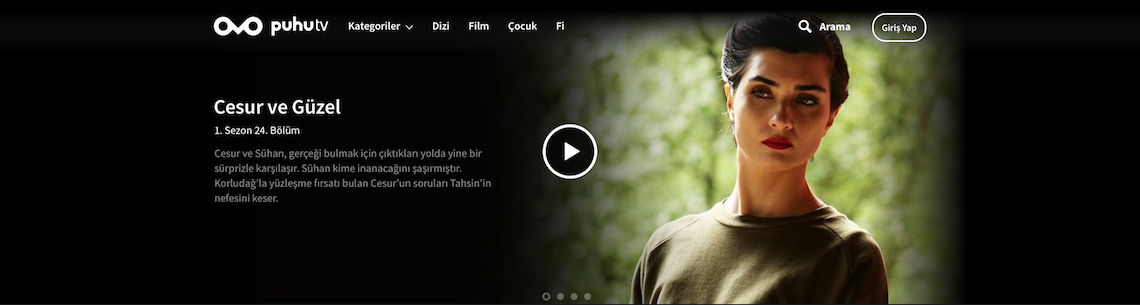 puhutv Kategoriler Dizi Film Çocuk Fi Arama Giriş Yap
Cesur ve Güzel
1. Sezon 24. Bölüm
Cesur ve Sühan, gerçeği bulmak için çıktıkları yolda yine bir
sürprizle karşılaşır. Sühan kime inanacağını şaşırmıştır.
Korludağ'la yüzleşme fırsatı bulan Cesur'un soruları Tahsin'in
nefesini keser.